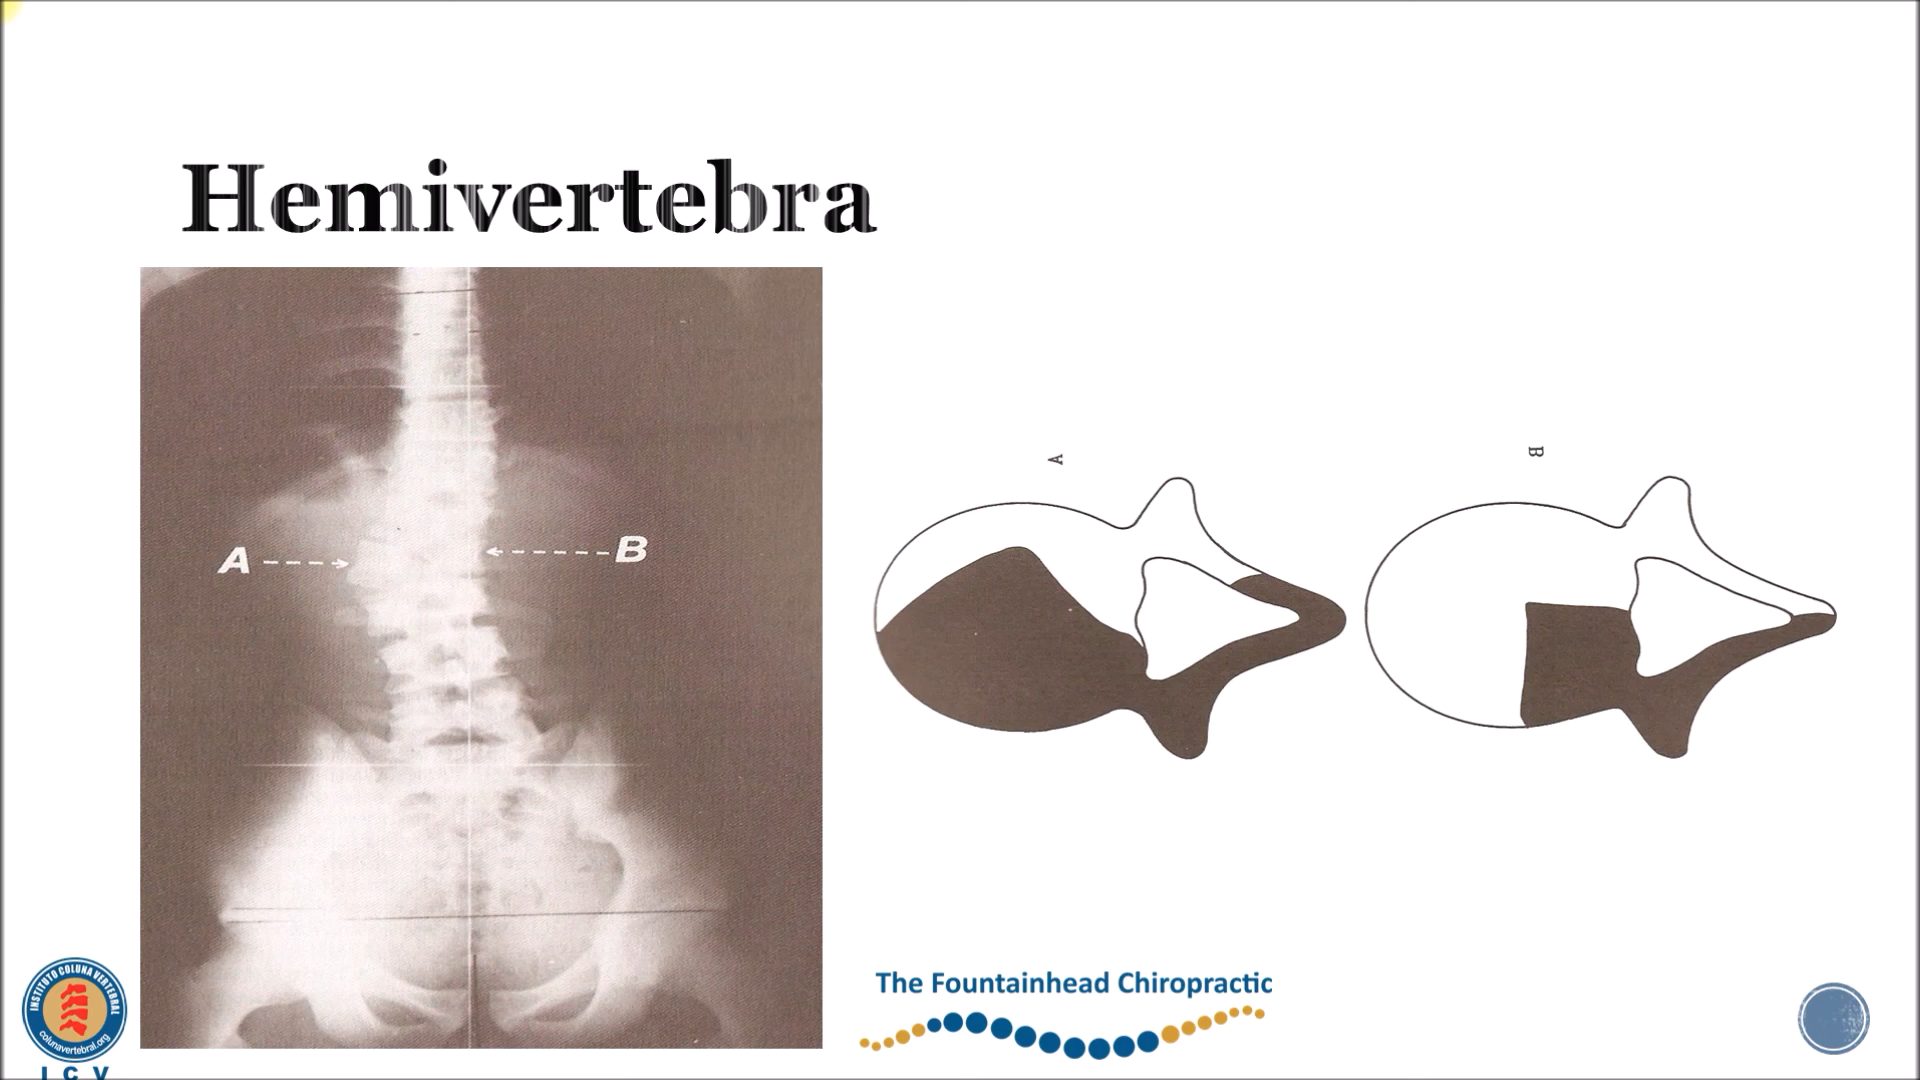 Hemivertebra
A
B
A
B
The Fountainhead Chiropractic
INSTITUTO COLUNA VERTEBRAL
colunavertebral.org
I C V